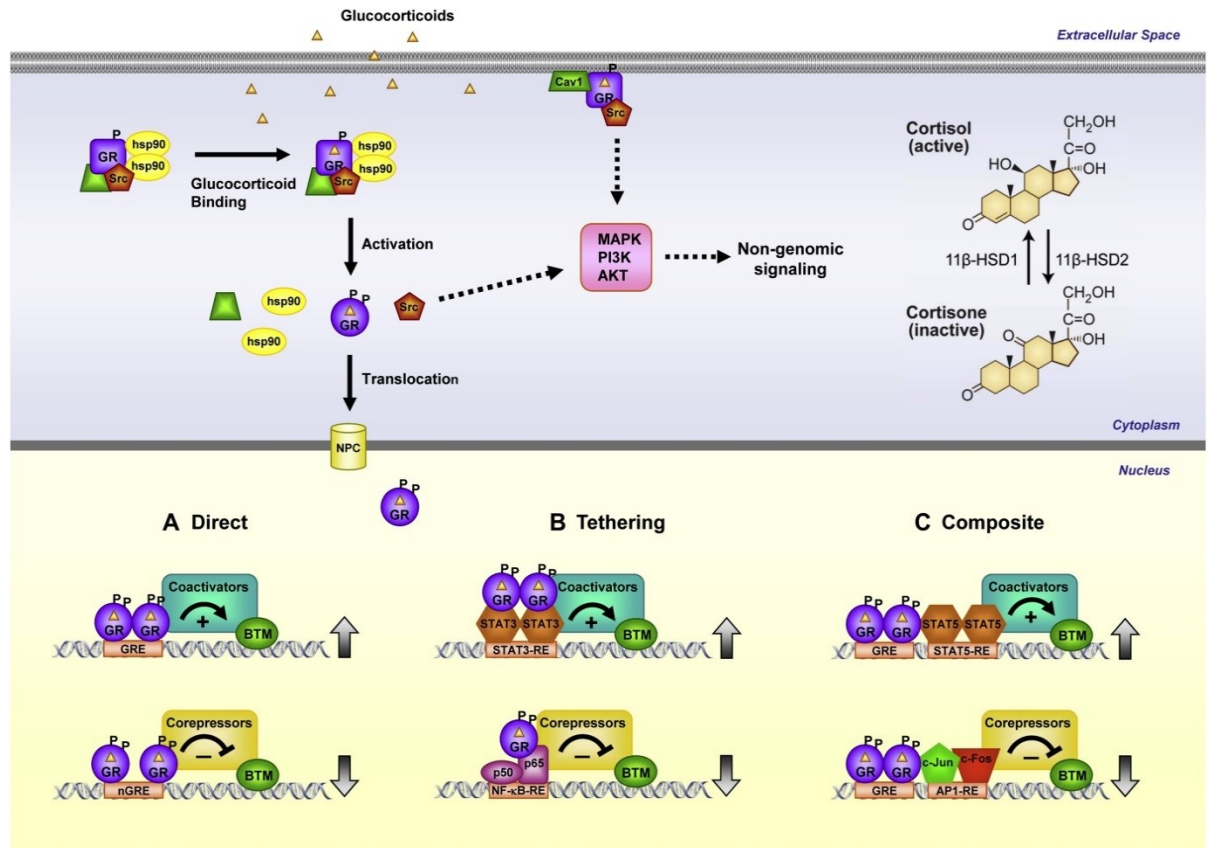 Glucocorticoids
Extracellular Space
P
Cav1
GR
Src
P
GR
hsp90
hsp90
Src
Glucocorticoid
Binding
P
GR
hsp90
hsp90
Src
Activation
hsp90
hsp90
P P
GR
Src
MAPK
PI3K
AKT
Non-genomic
signaling
Translocation
NPC
Cortisol
(active)
CH2OH
C=O
HO
OH
O
11β-HSD1
11β-HSD2
Cortisone
(inactive)
CH2OH
C=O
O
OH
O
Cytoplasm
Nucleus
P P
GR
A Direct
B Tethering
C Composite
P P
GR
P P
GR
Coactivators
+
BTM
GRE
P P
GR
P P
GR
STAT3
STAT3
Coactivators
+
BTM
STAT3-RE
P P
GR
P P
GR
STAT5
STAT5
Coactivators
+
BTM
GRE
STAT5-RE
P P
GR
P P
GR
Corepressors
–
BTM
nGRE
P P
GR
p50
p65
Corepressors
–
BTM
NF-κB-RE
P P
GR
P P
GR
c-Jun
c-Fos
Corepressors
–
BTM
GRE
AP1-RE